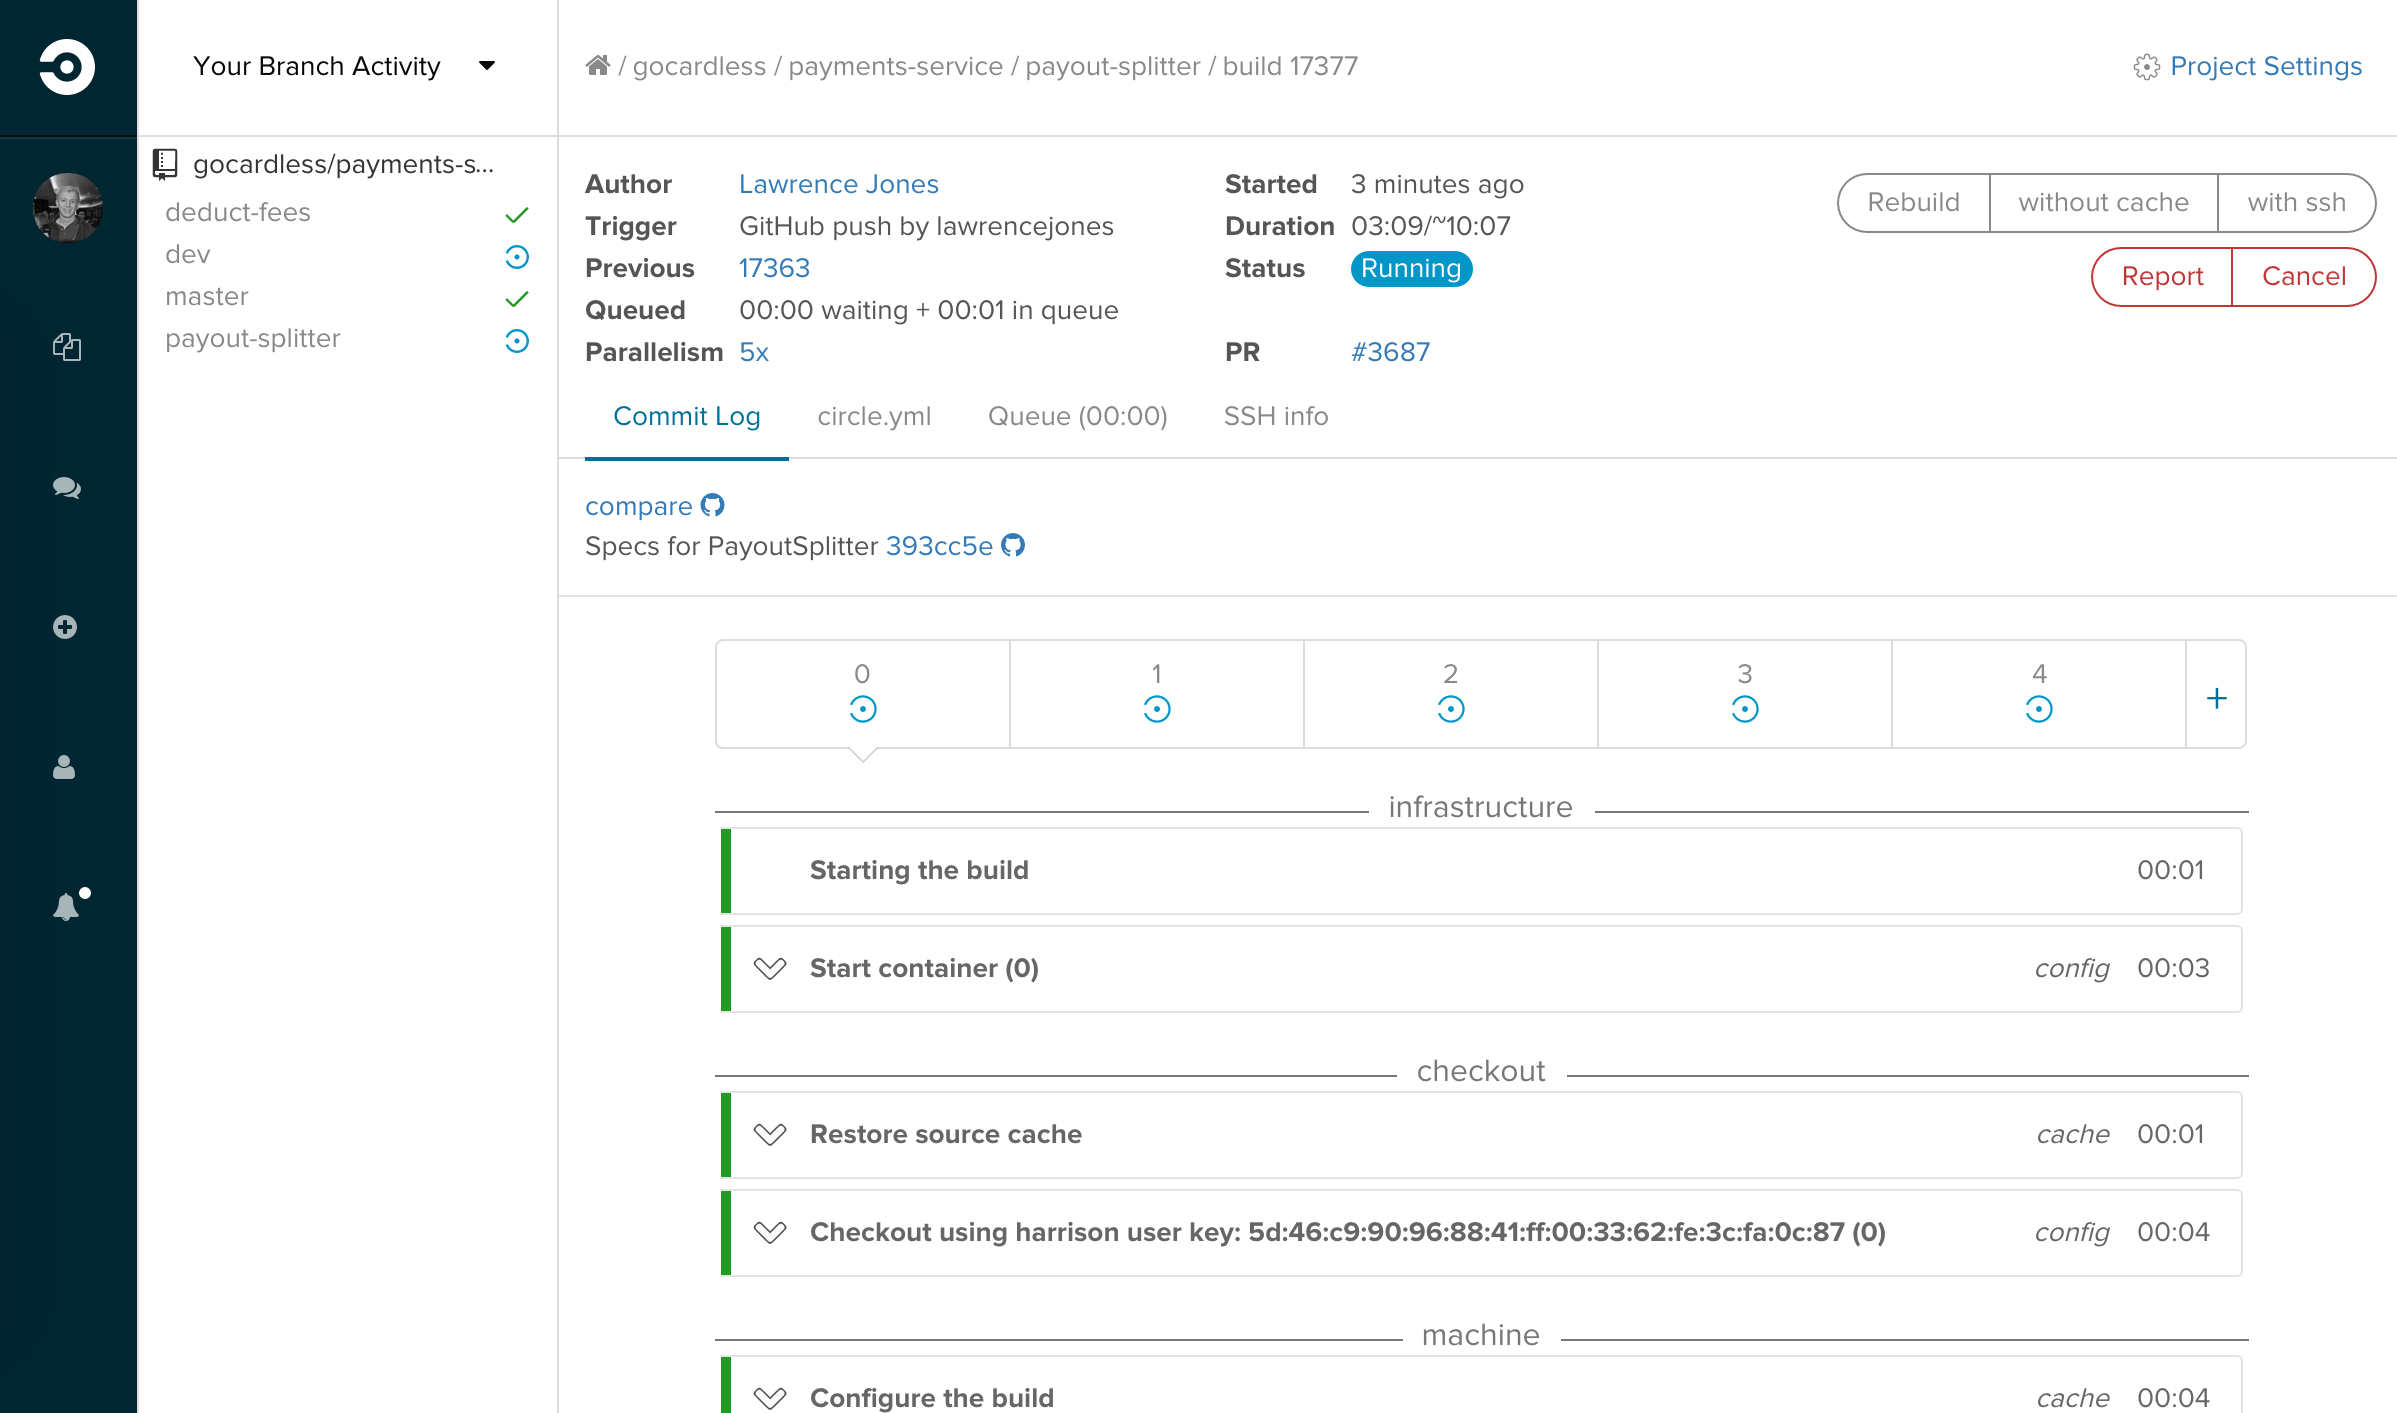 Your Branch Activity
/ gocardless / payments-service / payout-splitter / build 17377
Project Settings
gocardless/payments-s...
deduct-fees
dev
master
payout-splitter
Author Lawrence Jones
Trigger GitHub push by lawrencejones
Previous 17363
Queued 00:00 waiting + 00:01 in queue
Parallelism 5x
Started 3 minutes ago
Duration 03:09/~10:07
Status Running
PR #3687
Rebuild without cache with ssh
Report Cancel
Commit Log circle.yml Queue (00:00) SSH info
compare
Specs for PayoutSplitter 393cc5e
0 1 2 3 4 +
infrastructure
Starting the build 00:01
Start container (0) config 00:03
checkout
Restore source cache cache 00:01
Checkout using harrison user key: 5d:46:c9:90:96:88:41:ff:00:33:62:fe:3c:fa:0c:87 (0) config 00:04
machine
Configure the build cache 00:04